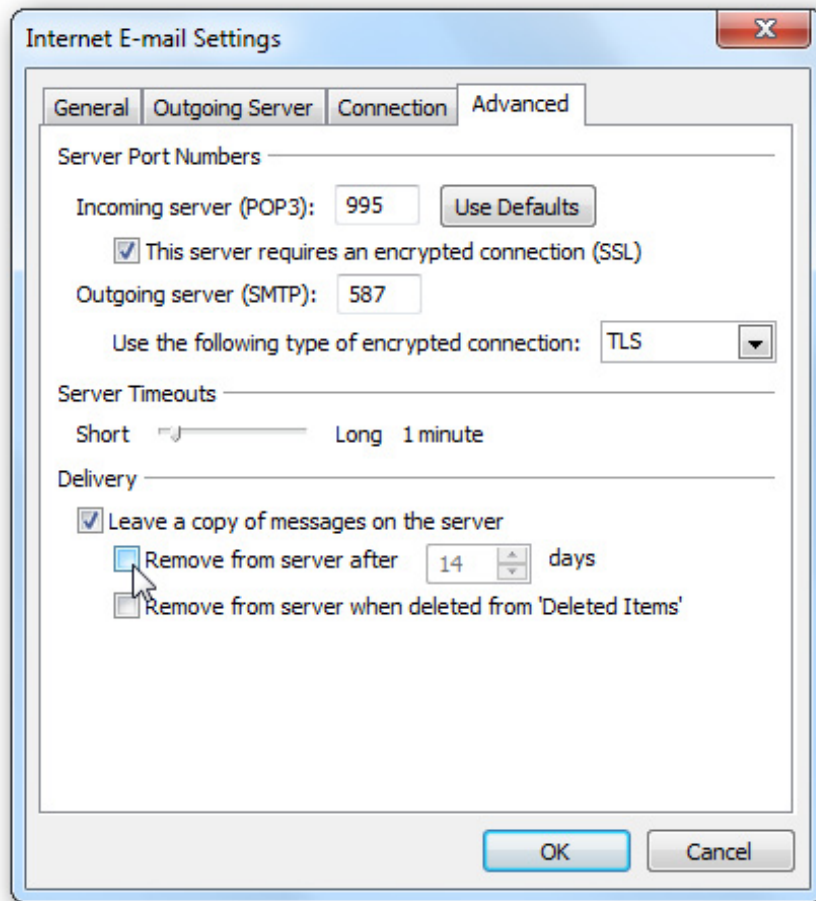 Internet E-mail Settings
X
General Outgoing Server Connection Advanced
Server Port Numbers
Incoming server (POP3): 995 Use Defaults
This server requires an encrypted connection (SSL)
Outgoing server (SMTP): 587
Use the following type of encrypted connection: TLS
Server Timeouts
Short Long 1 minute
Delivery
Leave a copy of messages on the server
Remove from server after 14 days
Remove from server when deleted from 'Deleted Items'
OK Cancel